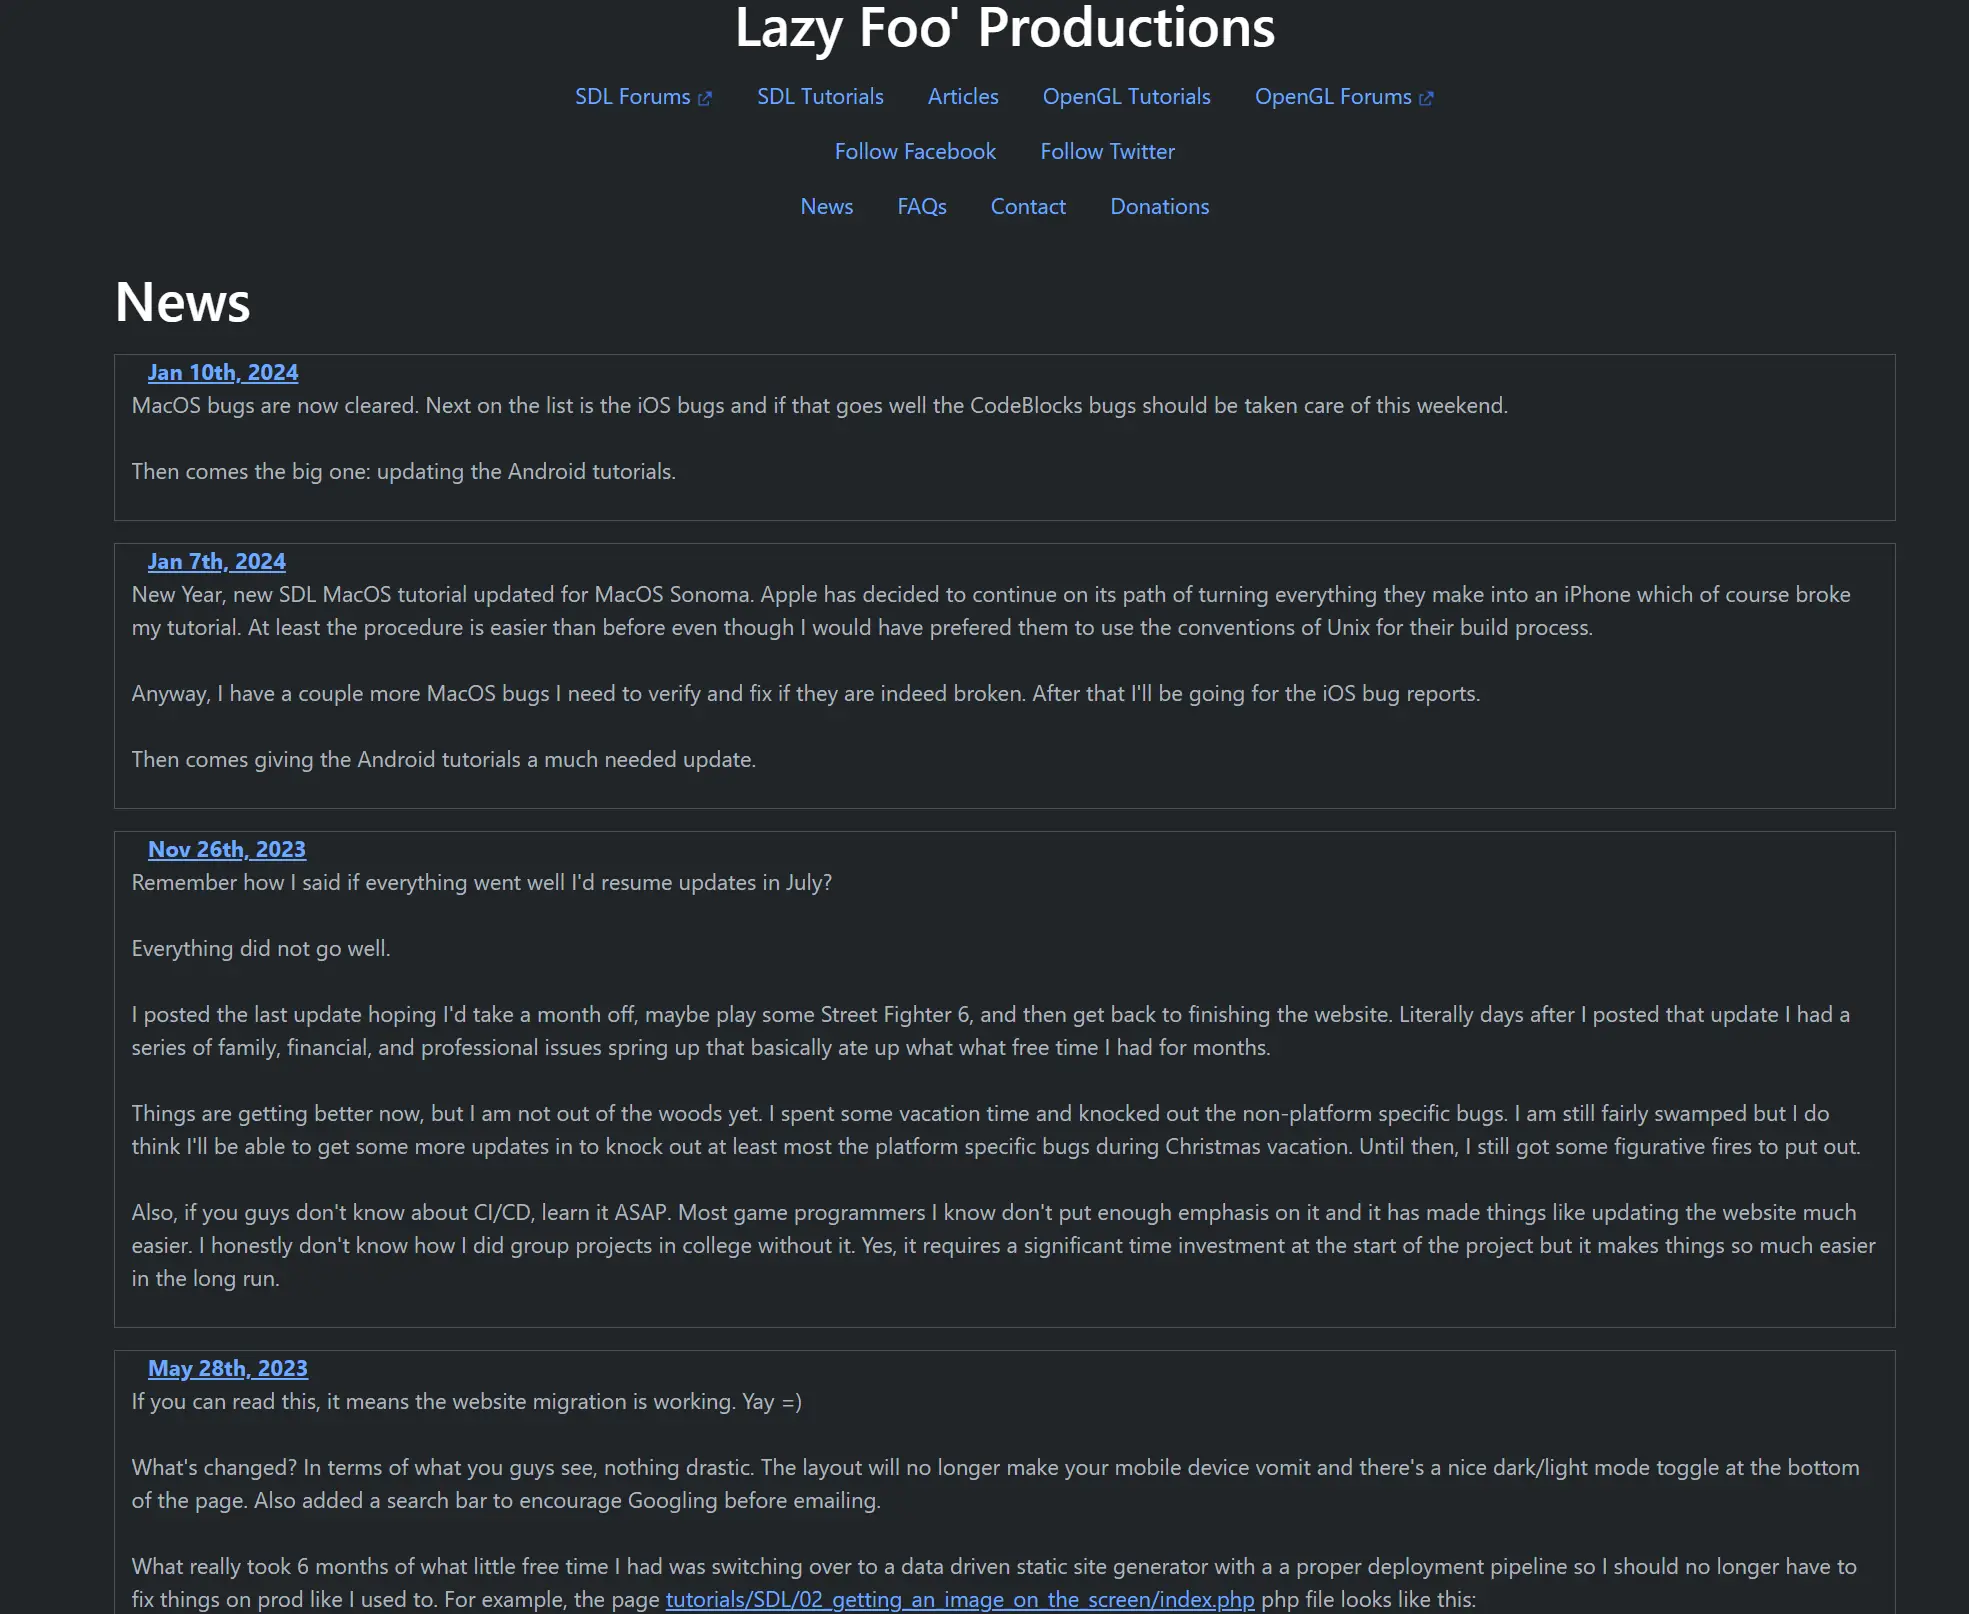 Lazy Foo' Productions
SDL Forums SDL Tutorials Articles OpenGL Tutorials OpenGL Forums
Follow Facebook Follow Twitter
News FAQs Contact Donations
News
Jan 10th, 2024
MacOS bugs are now cleared. Next on the list is the iOS bugs and if that goes well the CodeBlocks bugs should be taken care of this weekend.
Then comes the big one: updating the Android tutorials.
Jan 7th, 2024
New Year, new SDL MacOS tutorial updated for MacOS Sonoma. Apple has decided to continue on its path of turning everything they make into an iPhone which of course broke
my tutorial. At least the procedure is easier than before even though I would have prefered them to use the conventions of Unix for their build process.
Anyway, I have a couple more MacOS bugs I need to verify and fix if they are indeed broken. After that I'll be going for the iOS bug reports.
Then comes giving the Android tutorials a much needed update.
Nov 26th, 2023
Remember how I said if everything went well I'd resume updates in July?
Everything did not go well.
I posted the last update hoping I'd take a month off, maybe play some Street Fighter 6, and then get back to finishing the website. Literally days after I posted that update I had a
series of family, financial, and professional issues spring up that basically ate up what what free time I had for months.
Things are getting better now, but I am not out of the woods yet. I spent some vacation time and knocked out the non-platform specific bugs. I am still fairly swamped but I do
think I'll be able to get some more updates in to knock out at least most the platform specific bugs during Christmas vacation. Until then, I still got some figurative fires to put out.
Also, if you guys don't know about CI/CD, learn it ASAP. Most game programmers I know don't put enough emphasis on it and it has made things like updating the website much
easier. I honestly don't know how I did group projects in college without it. Yes, it requires a significant time investment at the start of the project but it makes things so much easier
in the long run.
May 28th, 2023
If you can read this, it means the website migration is working. Yay =)
What's changed? In terms of what you guys see, nothing drastic. The layout will no longer make your mobile device vomit and there's a nice dark/light mode toggle at the bottom
of the page. Also added a search bar to encourage Googling before emailing.
What really took 6 months of what little free time I had was switching over to a data driven static site generator with a a proper deployment pipeline so I should no longer have to
fix things on prod like I used to. For example, the page tutorials/SDL/02_getting_an_image_on_the_screen/index.php php file looks like this: